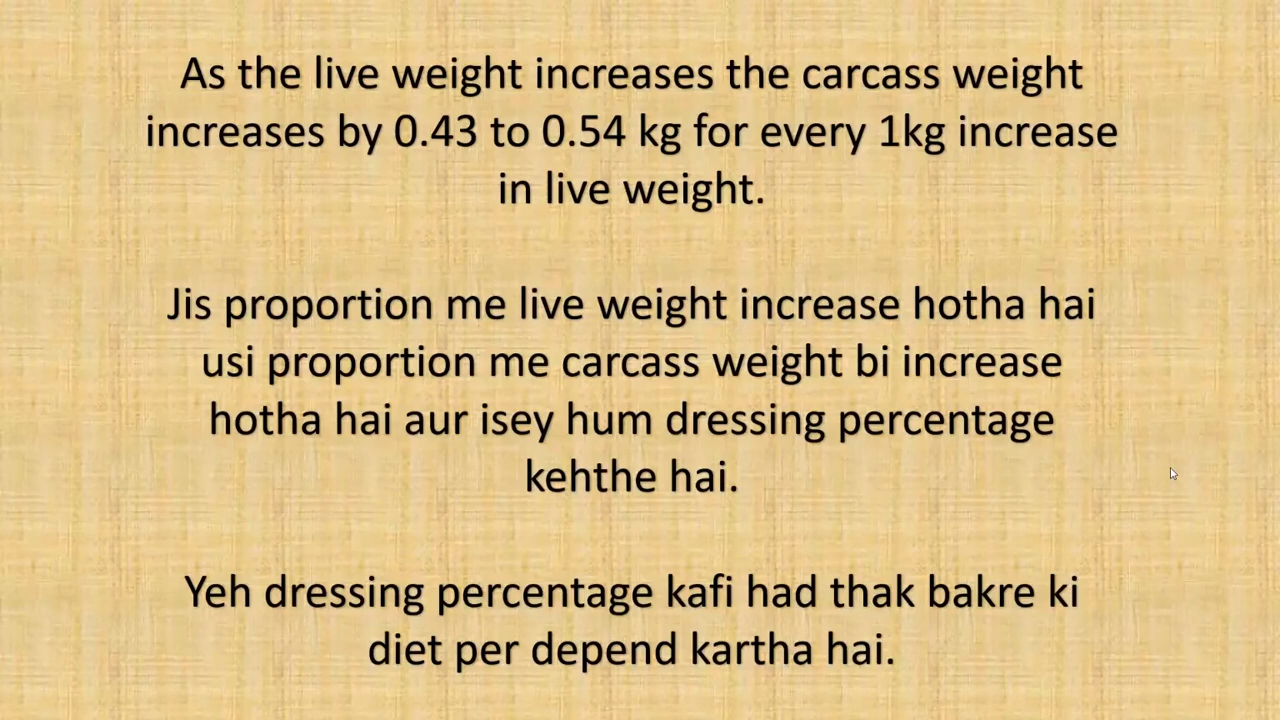 As the live weight increases the carcass weight
increases by 0.43 to 0.54 kg for every 1kg increase
in live weight.
Jis proportion me live weight increase hotha hai
usi proportion me carcass weight bi increase
hotha hai aur isey hum dressing percentage
kehthe hai.
Yeh dressing percentage kafi had thak bakre ki
diet per depend kartha hai.